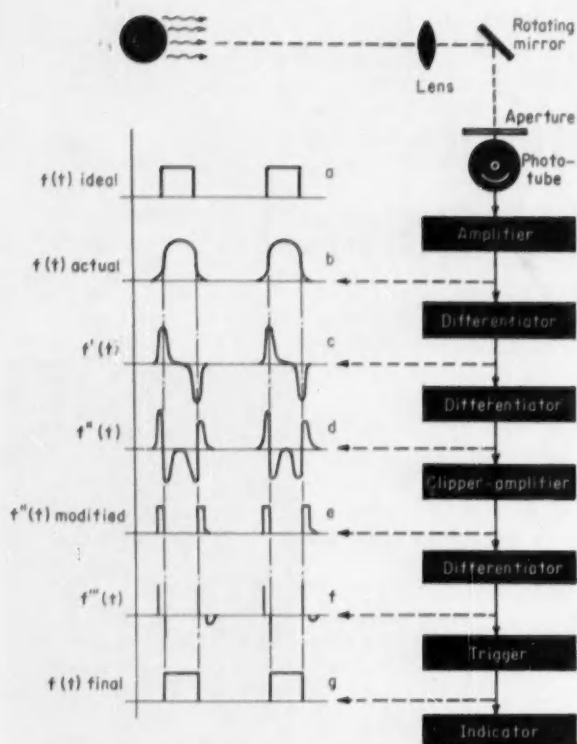 Rotating
mirror
Lens
Aperture
Photo-
tube
f(t) ideal
a
Amplifier
f(t) actual
b
Differentiator
f'(t)
c
Differentiator
f"(t)
d
Clipper-amplifier
f"(t) modified
e
Differentiator
f'''(t)
f
Trigger
f(t) final
g
Indicator